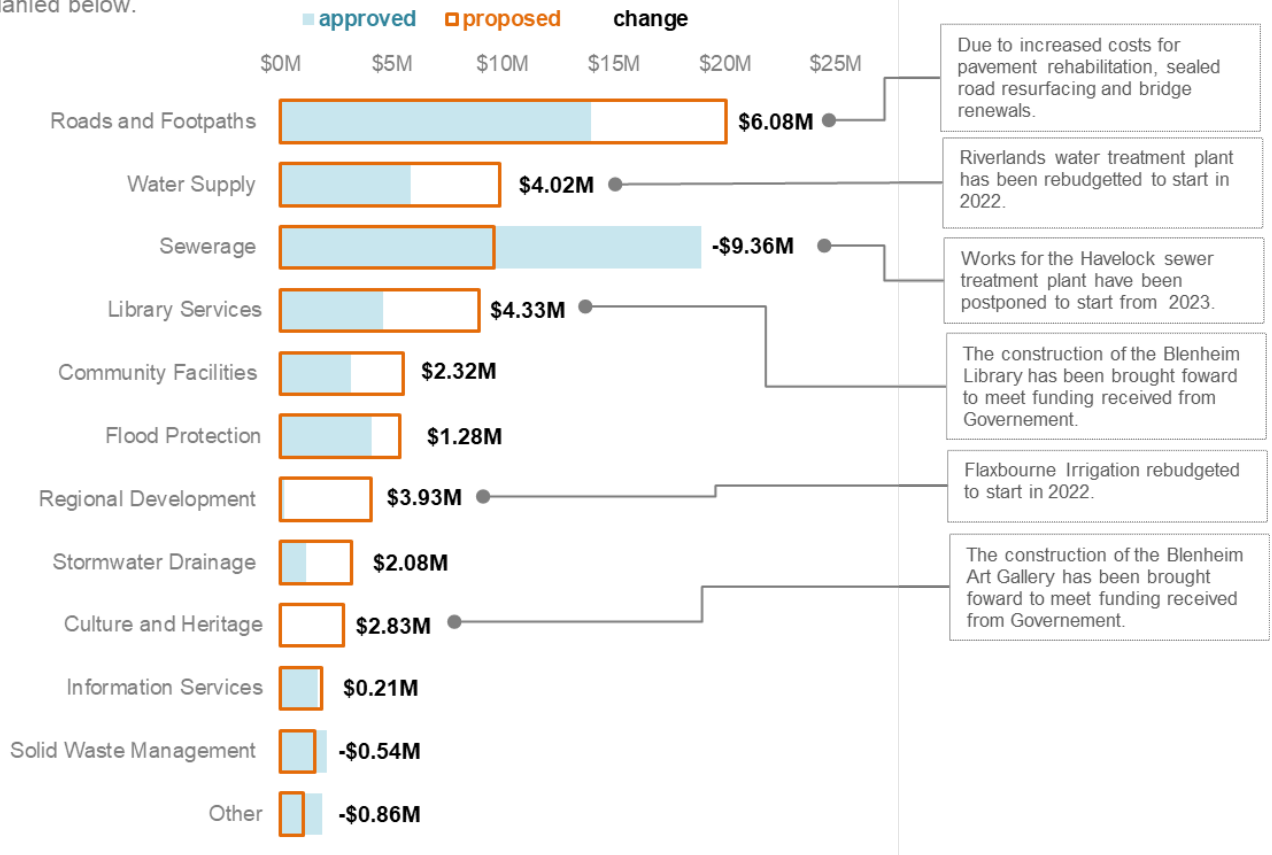 below.
approved proposed change
$0M $5M $10M $15M $20M $25M
Roads and Footpaths $6.08M
Water Supply $4.02M
Sewerage -$9.36M
Library Services $4.33M
Community Facilities $2.32M
Flood Protection $1.28M
Regional Development $3.93M
Stormwater Drainage $2.08M
Culture and Heritage $2.83M
Information Services $0.21M
Solid Waste Management -$0.54M
Other -$0.86M
Due to increased costs for
pavement rehabilitation, sealed
road resurfacing and bridge
renewals.
Riverlands water treatment plant
has been rebudgetted to start in
2022.
Works for the Havelock sewer
treatment plant have been
postponed to start from 2023.
The construction of the Blenheim
Library has been brought foward
to meet funding received from
Governement.
Flaxbourne Irrigation rebudgeted
to start in 2022.
The construction of the Blenheim
Art Gallery has been brought
foward to meet funding received
from Governement.